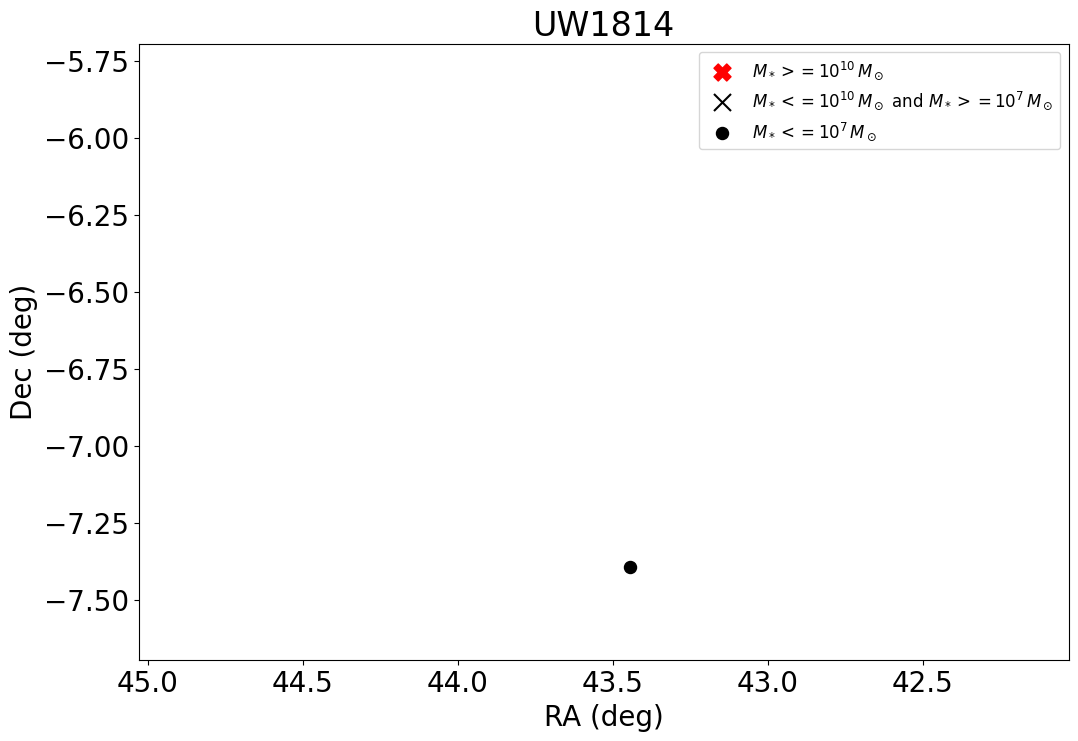 UW1814
M* >= 10^10 M⊙
M* <= 10^10 M⊙ and M* >= 10^7 M⊙
M* <= 10^7 M⊙
−5.75
−6.00
−6.25
−6.50
−6.75
−7.00
−7.25
−7.50
Dec (deg)
45.0 44.5 44.0 43.5 43.0 42.5
RA (deg)